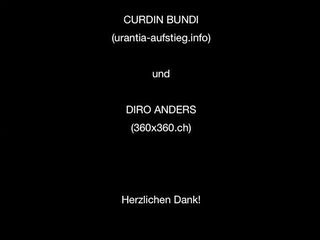 CURDIN BUNDI
(urantia-aufstieg.info)
und
DIRO ANDERS
(360x360.ch)
Herzlichen Dank!